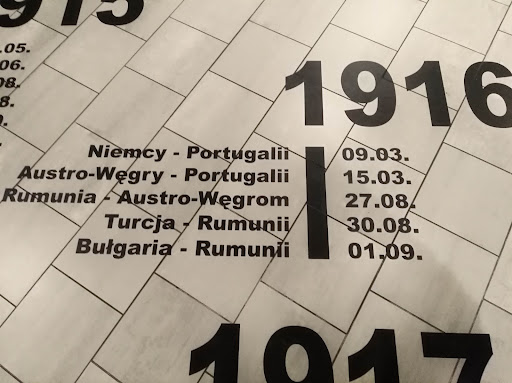 1915
.05.
06.
08.
8.
1916
Niemcy - Portugalii 09.03.
Austro-Węgry - Portugalii 15.03.
Rumunia - Austro-Węgrom 27.08.
Turcja - Rumunii 30.08.
Bułgaria - Rumunii 01.09.
1917